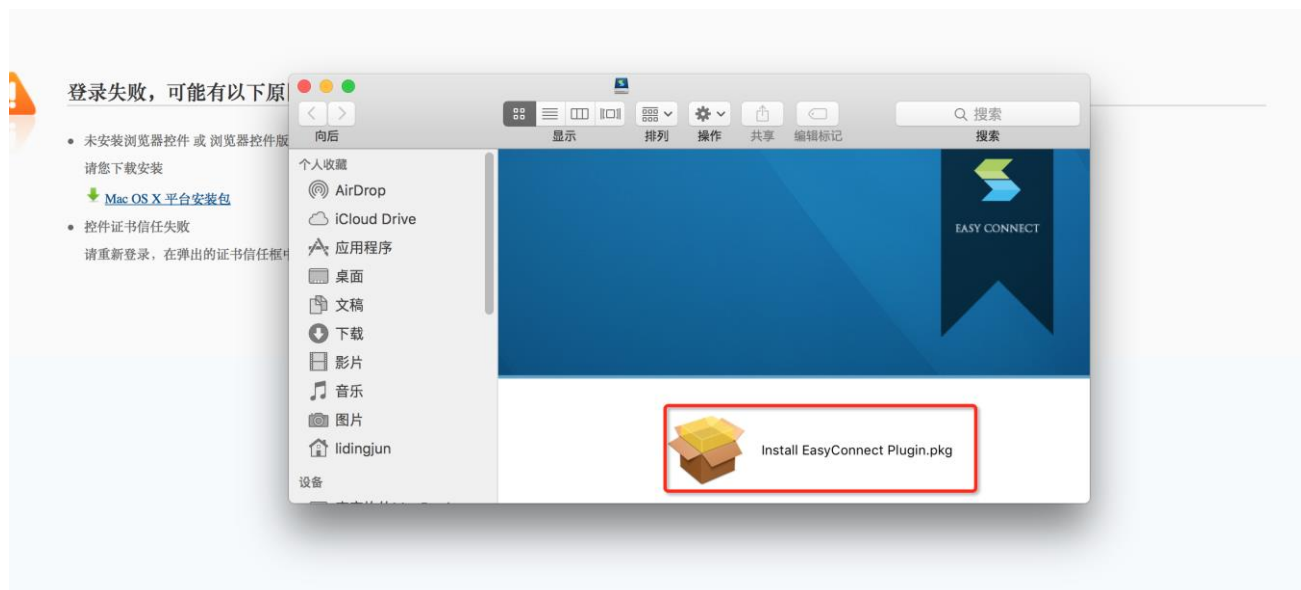 登录失败，可能有以下原
未安装浏览器控件 或 浏览器控件版
请您下载安装
Mac OS X 平台安装包
控件证书信任失败
请重新登录，在弹出的证书信任框
向后
显示
排列
操作
共享
编辑标记
搜索
搜索
个人收藏
AirDrop
iCloud Drive
应用程序
桌面
文稿
下载
影片
音乐
图片
lidingjun
设备
EASY CONNECT
Install EasyConnect Plugin.pkg